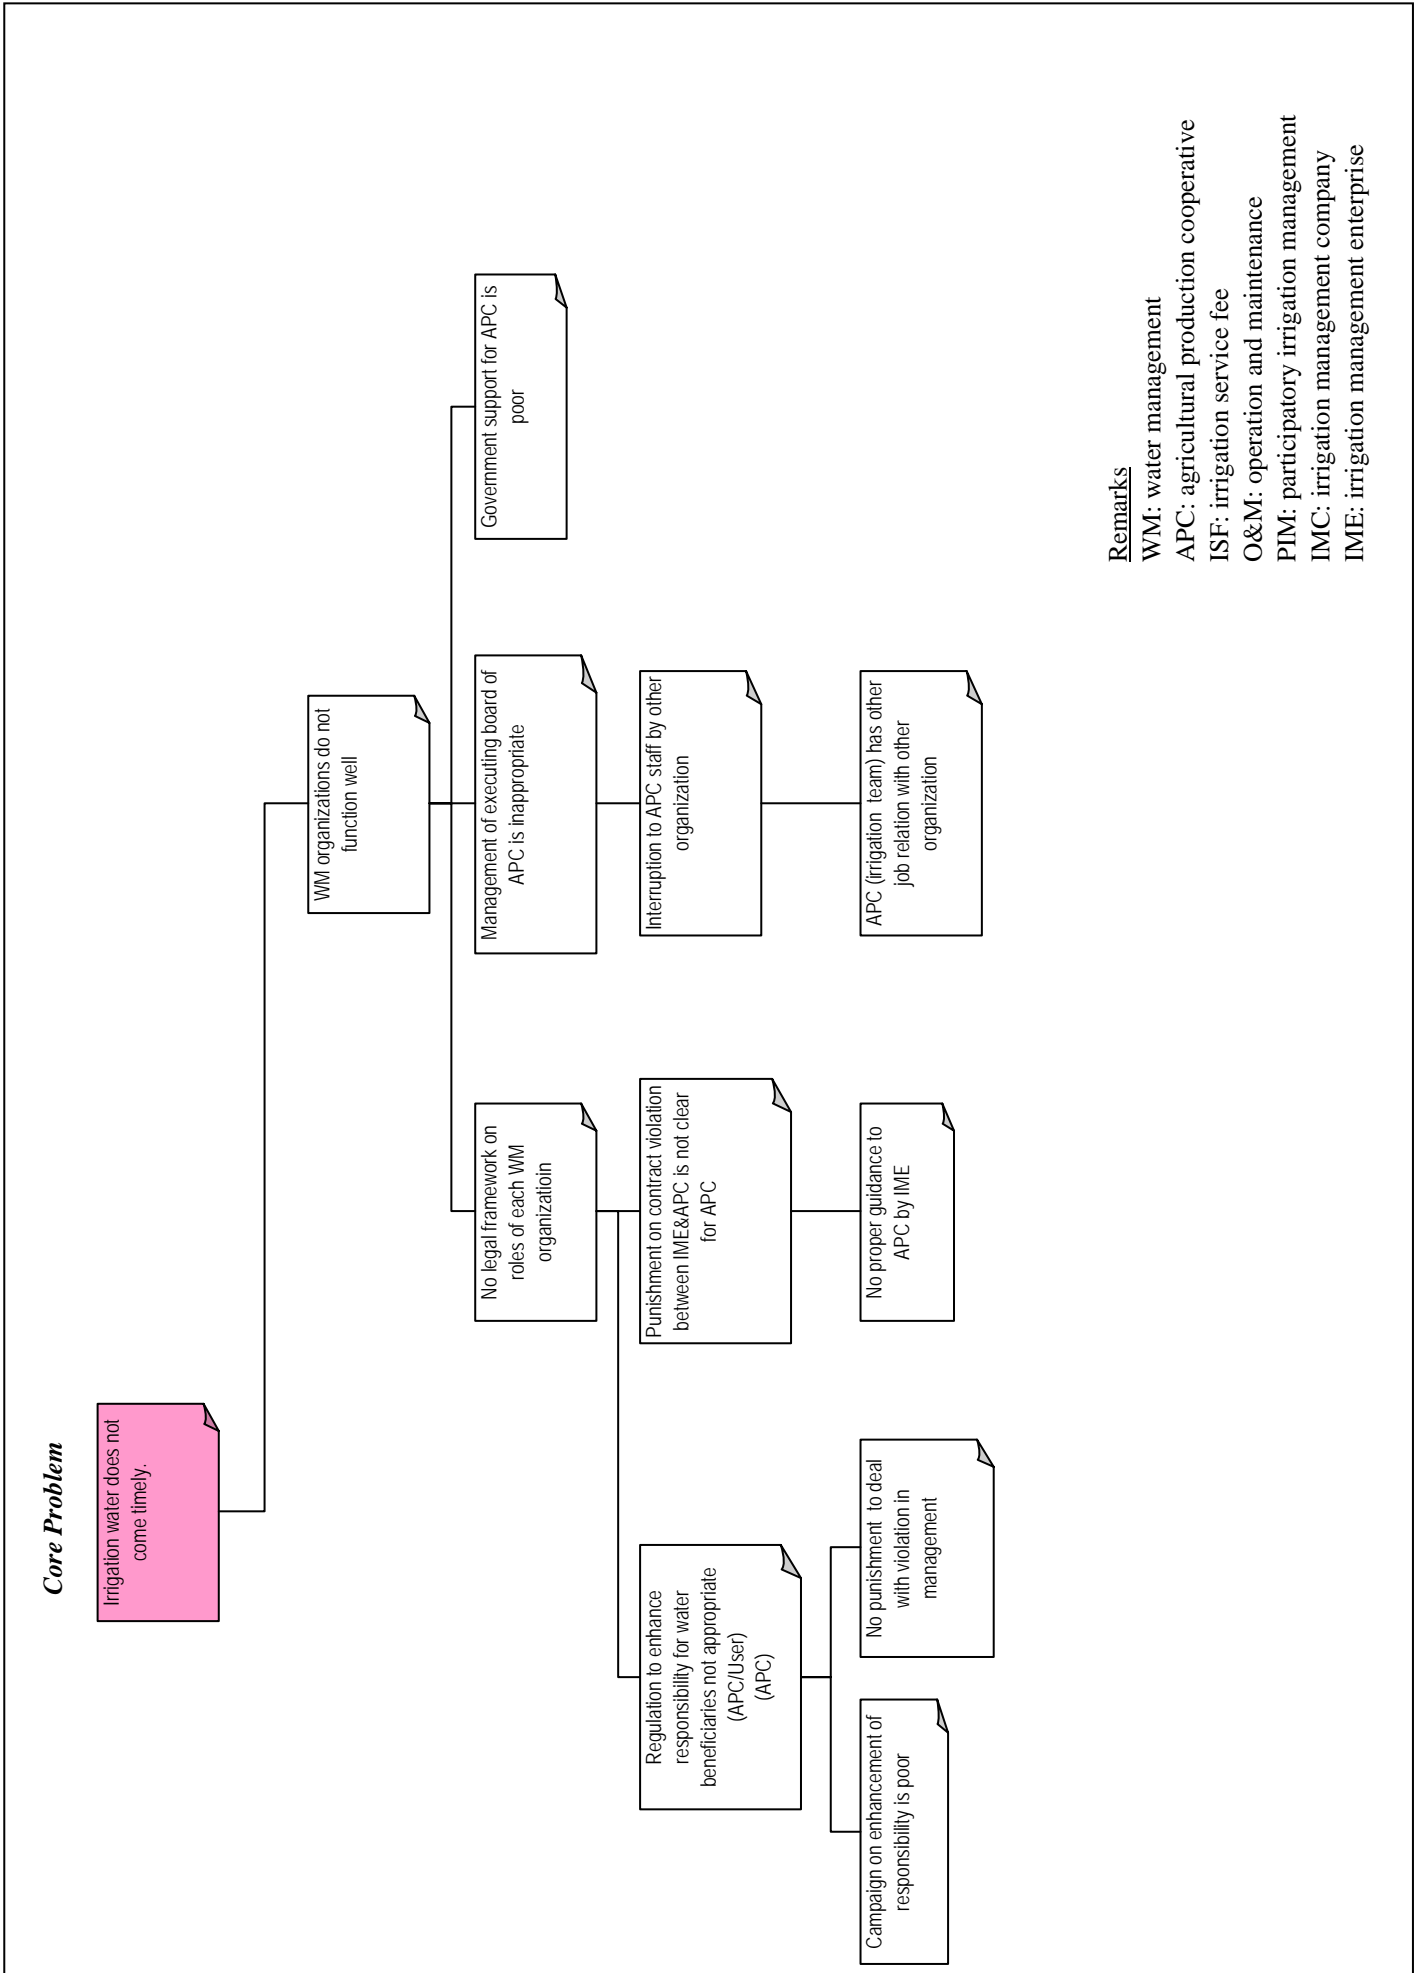 Core Problem
Irrigation water does not
come timely.
WM organizations do not
function well
No legal framework on
roles of each WM
organizatioin
Management of executing board of
APC is inappropriate
Government support for APC is
poor
Regulation to enhance
responsibility for water
beneficiaries not appropriate
(APC/User)
(APC)
Punishment on contract violation
between IME&APC is not clear
for APC
Interruption to APC staff by other
organization
Campaign on enhancement of
responsibility is poor
No punishment to deal
with violation in
management
No proper guidance to
APC by IME
APC (irrigation team) has other
job relation with other
organization
Remarks
WM: water management
APC: agricultural production cooperative
ISF: irrigation service fee
O&M: operation and maintenance
PIM: participatory irrigation management
IMC: irrigation management company
IME: irrigation management enterprise